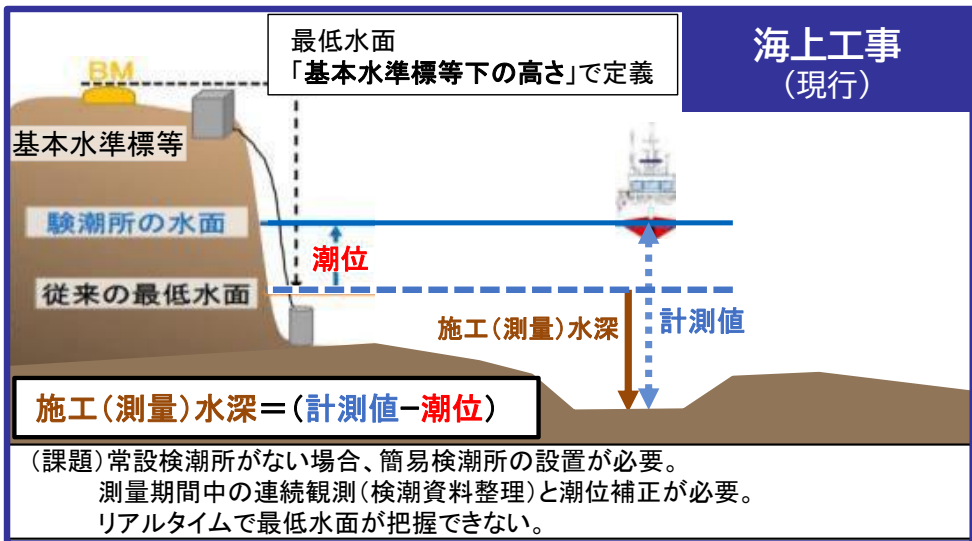 最低水面
「基本水準標等下の高さ」で定義
海上工事
(現行)
BM
基本水準標等
験潮所の水面
潮位
従来の最低水面
施工(測量)水深
計測値
施工(測量)水深=(計測値-潮位)
(課題)常設検潮所がない場合、簡易検潮所の設置が必要。
測量期間中の連続観測(検潮資料整理)と潮位補正が必要。
リアルタイムで最低水面が把握できない。